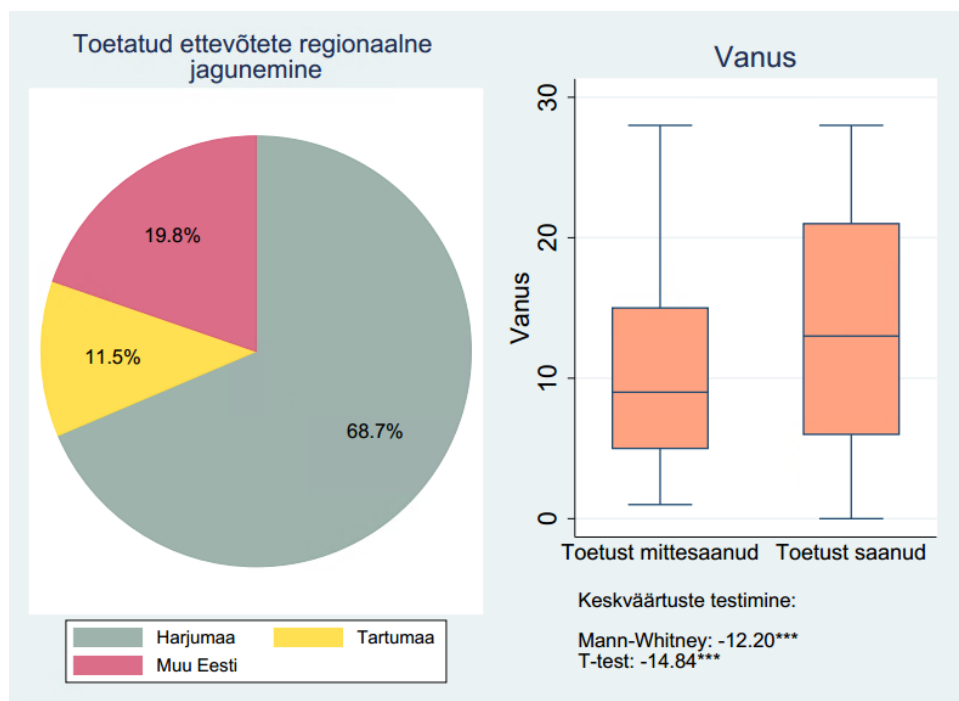 Toetatud ettevõtete regionaalne
jagunemine
19.8%
11.5%
68.7%
Harjumaa
Tartumaa
Muu Eesti
Vanus
Vanus
30
20
10
0
Toetust mittesaanud
Toetust saanud
Keskväärtuste testimine:
Mann-Whitney: -12.20***
T-test: -14.84***